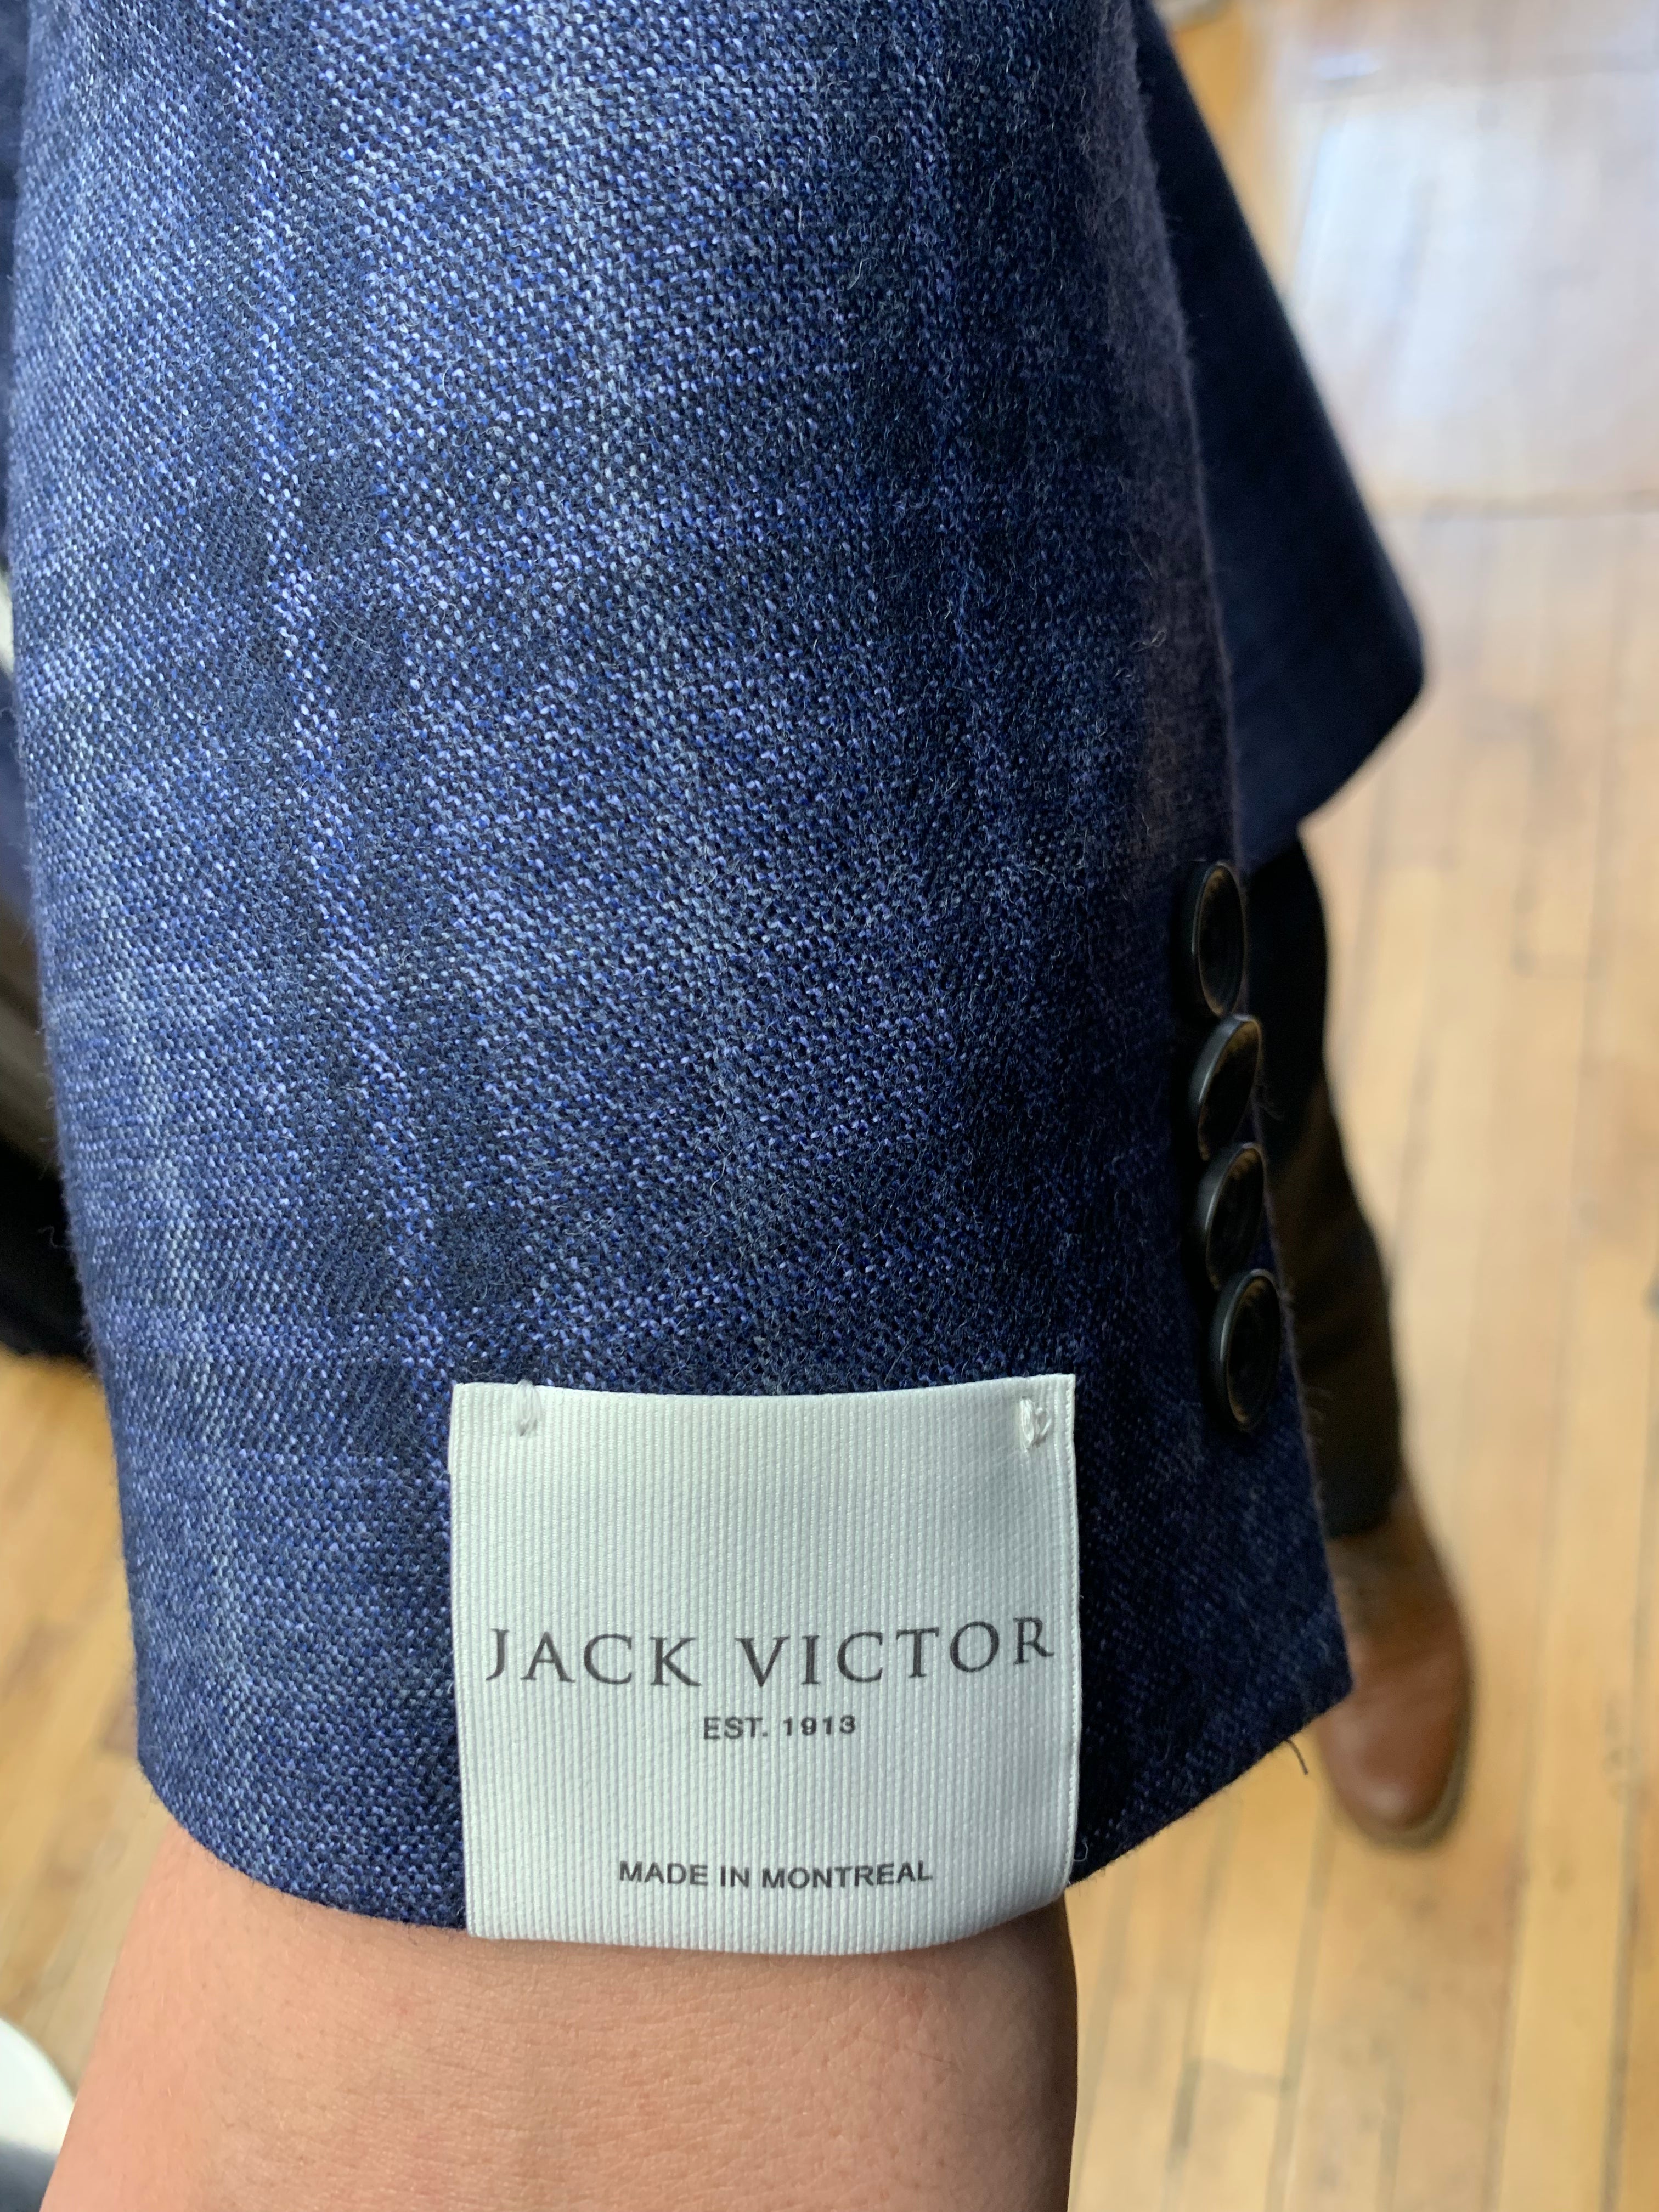 JACK VICTOR
EST. 1913
MADE IN MONTREAL